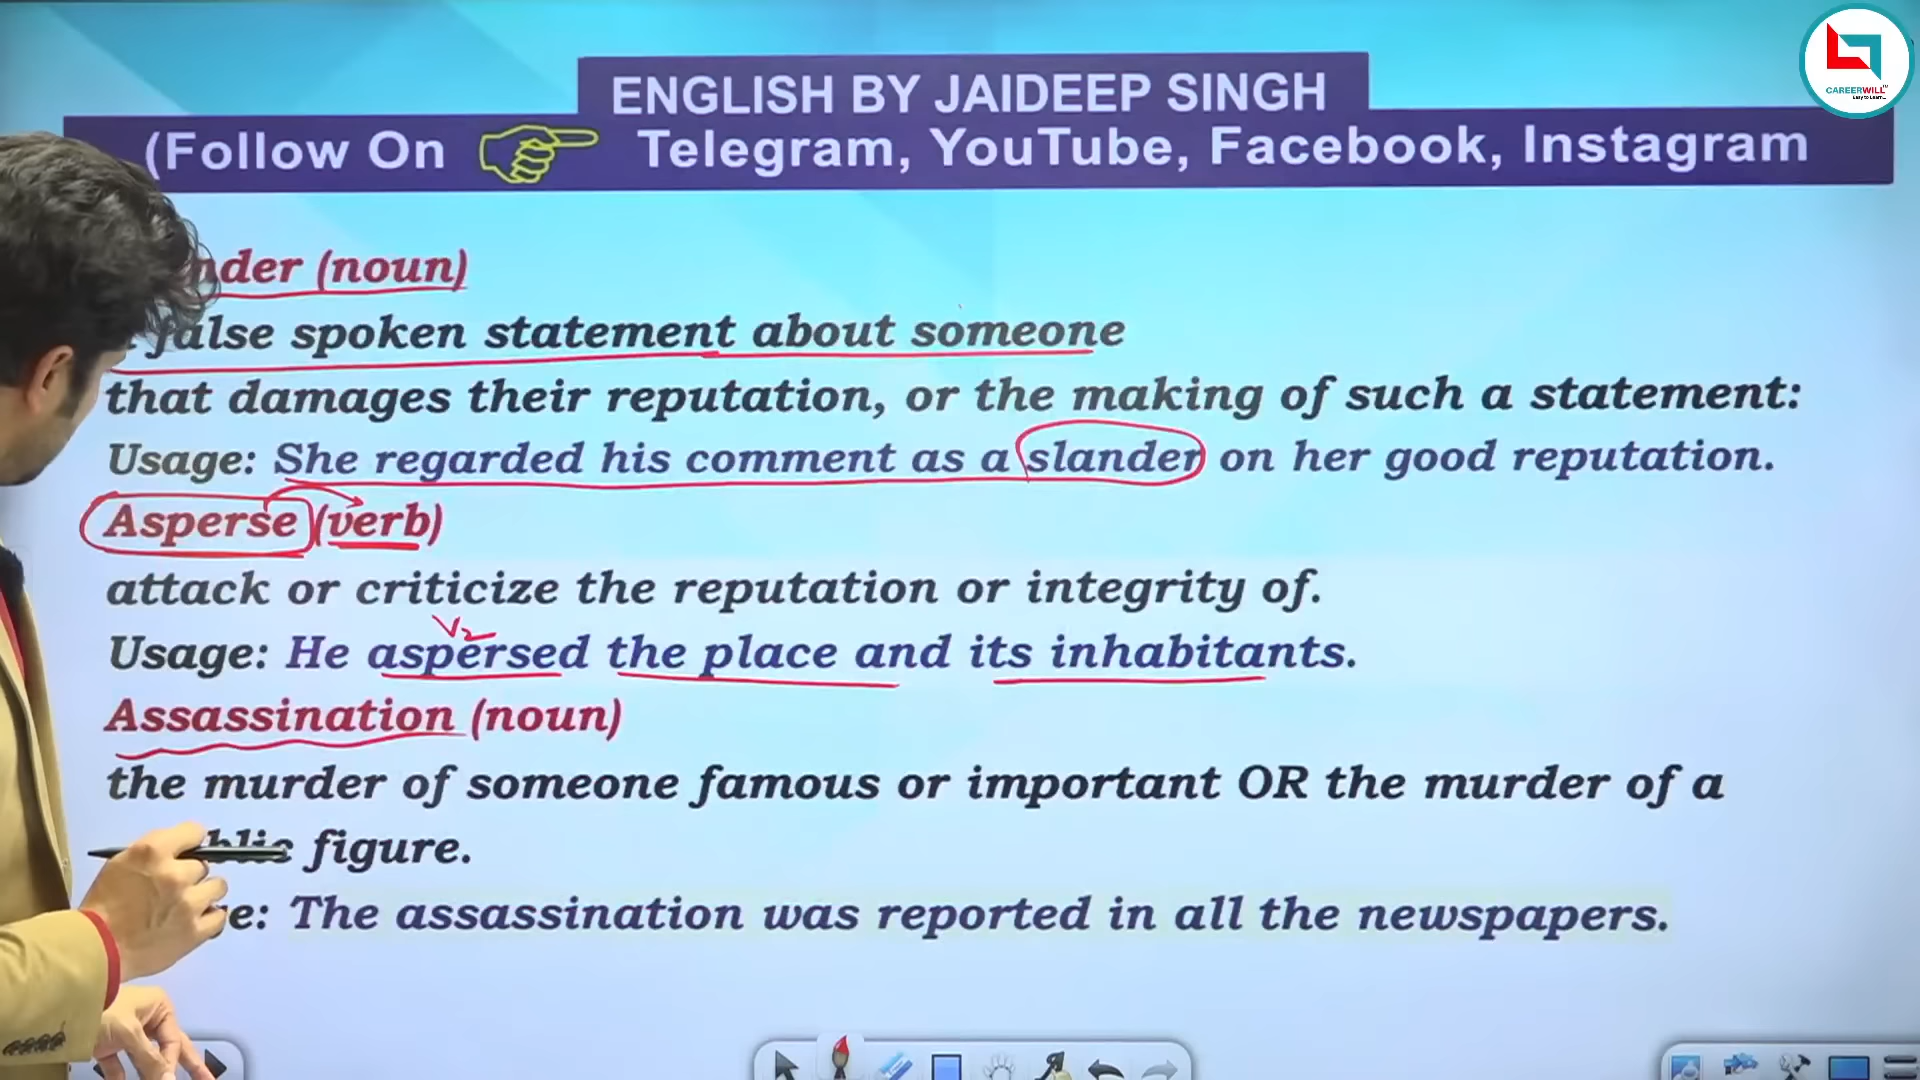 ENGLISH BY JAIDEEP SINGH
(Follow On Telegram, YouTube, Facebook, Instagram
CAREERWILL
nder (noun)
false spoken statement about someone
that damages their reputation, or the making of such a statement:
Usage: She regarded his comment as a slander on her good reputation.
Asperse (verb)
attack or criticize the reputation or integrity of.
V2
Usage: He aspersed the place and its inhabitants.
Assassination (noun)
the murder of someone famous or important OR the murder of a
figure.
e: The assassination was reported in all the newspapers.